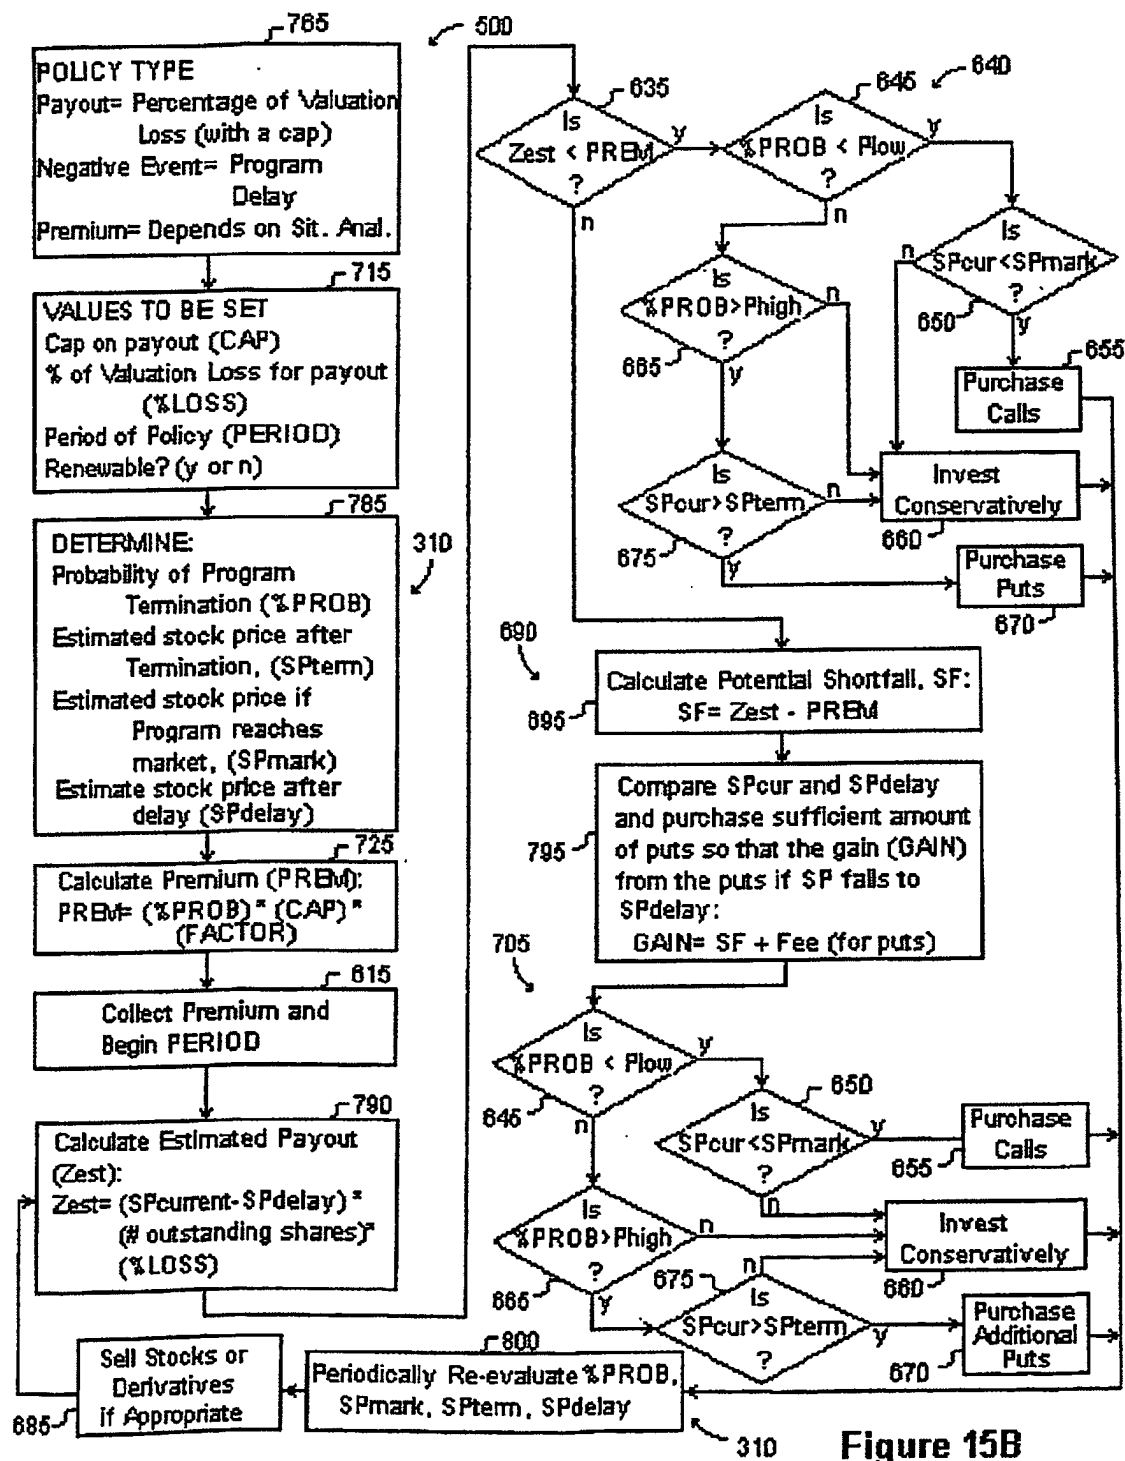 765
500
POLICY TYPE
Payout= Percentage of Valuation
Loss (with a cap)
Negative Event= Program
Delay
Premium= Depends on Sit. Anal.
715
VALUES TO BE SET
Cap on payout (CAP)
% of Valuation Loss for payout
(%LOSS)
Period of Policy (PERIOD)
Renewable? (y or n)
785
DETERMINE:
Probability of Program
Termination (%PROB)
Estimated stock price after
Termination, (SPterm)
Estimated stock price if
Program reaches
market, (SPmark)
Estimate stock price after
delay (SPdelay)
310
725
Calculate Premium (PREM):
PREM= (%PROB)* (CAP)*
(FACTOR)
615
Collect Premium and
Begin PERIOD
790
Calculate Estimated Payout
(Zest):
Zest= (SPcurrent-SPdelay)*
(# outstanding shares)*
(%LOSS)
635
Is
Zest < PREM
?
y
n
645
640
Is
%PROB < Plow
?
y
n
Is
SPcur<SPmark
?
n
650
y
655
Purchase
Calls
Is
%PROB>Phigh
?
n
665
y
Is
SPcur>SPterm
?
n
675
y
Invest
Conservatively
660
Purchase
Puts
670
690
Calculate Potential Shortfall, SF:
SF= Zest - PREM
695
Compare SPcur and SPdelay
and purchase sufficient amount
of puts so that the gain (GAIN)
from the puts if SP falls to
SPdelay:
GAIN= SF + Fee (for puts)
795
705
Is
%PROB < Plow
?
y
645
n
650
Is
SPcur<SPmark
?
y
n
Purchase
Calls
655
Is
%PROB>Phigh
?
n
665
y
Invest
Conservatively
660
675
n
Is
SPcur>SPterm
?
y
Purchase
Additional
Puts
670
800
Periodically Re-evaluate %PROB,
SPmark, SPterm, SPdelay
Sell Stocks or
Derivatives
if Appropriate
685
310
Figure 15B